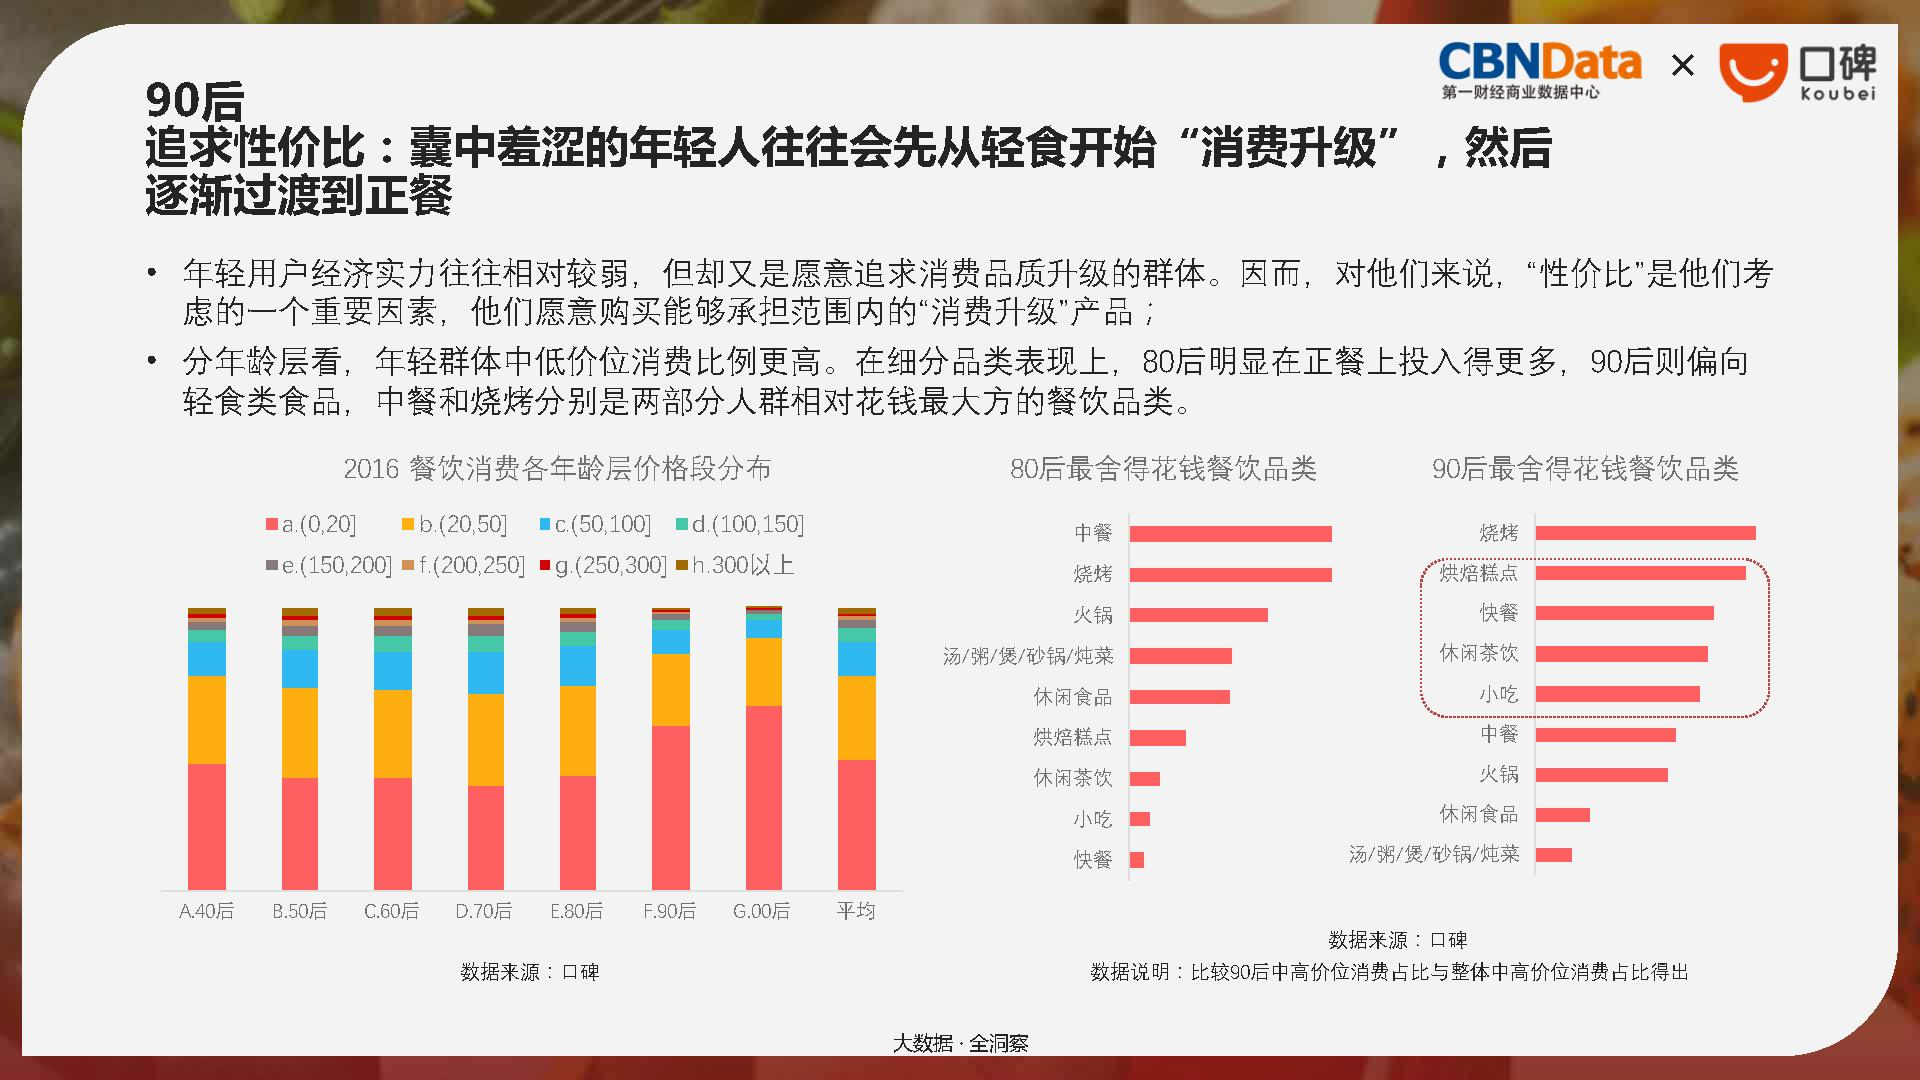 CBNData
第一财经商业数据中心
×
口碑
Koubei
90后
追求性价比：囊中羞涩的年轻人往往会先从轻食开始“消费升级”，然后
逐渐过渡到正餐
• 年轻用户经济实力往往相对较弱，但却又是愿意追求消费品质升级的群体。因而，对他们来说，“性价比”是他们考
虑的一个重要因素，他们愿意购买能够承担范围内的“消费升级”产品；
• 分年龄层看，年轻群体中低价位消费比例更高。在细分品类表现上，80后明显在正餐上投入得更多，90后则偏向
轻食类食品，中餐和烧烤分别是两部分人群相对花钱最大方的餐饮品类。
2016 餐饮消费各年龄层价格段分布
a.(0,20] b.(20,50] c.(50,100] d.(100,150]
e.(150,200] f.(200,250] g.(250,300] h.300以上
A.40后 B.50后 C.60后 D.70后 E.80后 F.90后 G.00后 平均
数据来源：口碑
80后最舍得花钱餐饮品类
中餐
烧烤
火锅
汤/粥/煲/砂锅/炖菜
休闲食品
烘焙糕点
休闲茶饮
小吃
快餐
90后最舍得花钱餐饮品类
烧烤
烘焙糕点
快餐
休闲茶饮
小吃
中餐
火锅
休闲食品
汤/粥/煲/砂锅/炖菜
数据来源：口碑
数据说明：比较90后中高价位消费占比与整体中高价位消费占比得出
大数据·全洞察